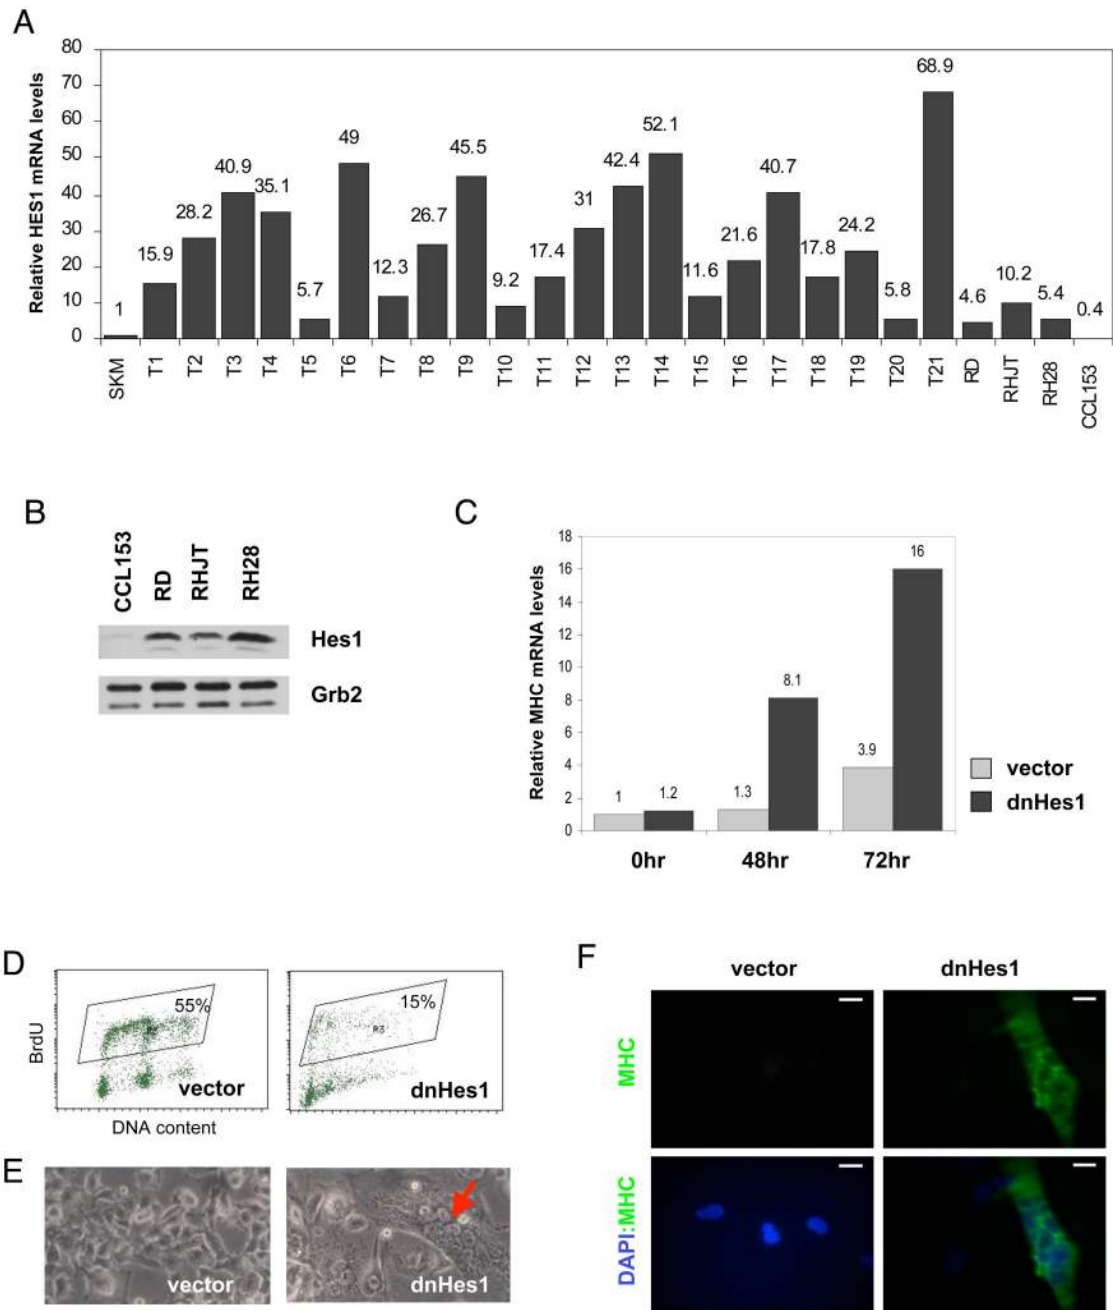 A
Relative HES1 mRNA levels
80
70
60
50
40
30
20
10
0
1
15.9
28.2
40.9
35.1
5.7
49
12.3
26.7
45.5
9.2
17.4
31
42.4
52.1
11.6
21.6
40.7
17.8
24.2
5.8
68.9
4.6
10.2
5.4
0.4
SKM
T1
T2
T3
T4
T5
T6
T7
T8
T9
T10
T11
T12
T13
T14
T15
T16
T17
T18
T19
T20
T21
RD
RHJT
RH28
CCL153
B
CCL153
RD
RHJT
RH28
Hes1
Grb2
C
Relative MHC mRNA levels
18
16
14
12
10
8
6
4
2
0
1
1.2
1.3
8.1
3.9
16
0hr
48hr
72hr
vector
dnHes1
D
BrdU
55%
vector
15%
R3
dnHes1
DNA content
E
vector
dnHes1
F
vector
dnHes1
MHC
DAPI:MHC